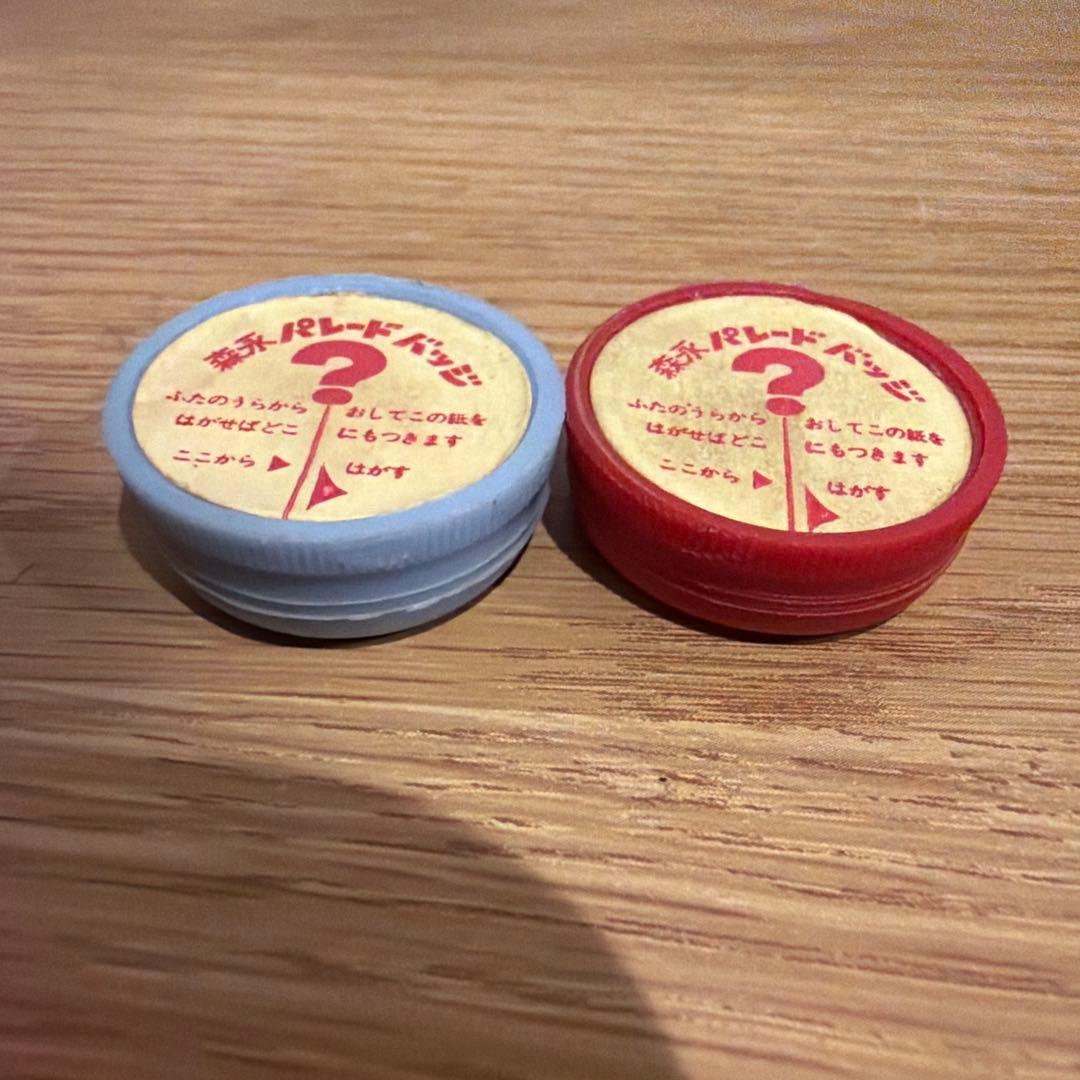 森永パレードバッジ
?
ふたのうらから おしてこの紙を
はがせばどこ にもつきます
ここから▶ はがす
森永パレードバッジ
?
ふたのうらから おしてこの紙を
はがせばどこ にもつきます
ここから▶ はがす